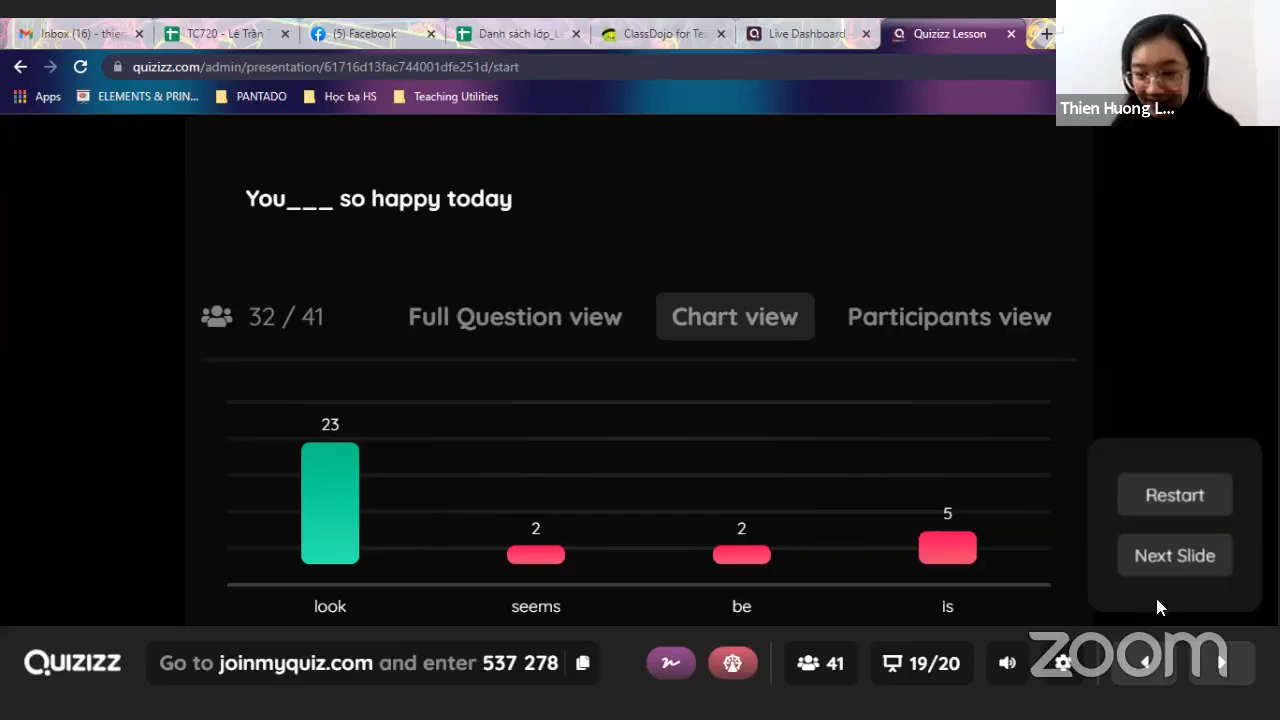 Inbox (16) - thien
TC720 - Lê Trần T
(5) Facebook
Danh sách lớp_L
ClassDojo for Te
Live Dashboard
Quizizz Lesson
quizizz.com/admin/presentation/61716d13fac744001dfe251d/start
Apps
ELEMENTS & PRIN...
PANTADO
Học bạ HS
Teaching Utilities
Thien Huong L...
You___ so happy today
32 / 41
Full Question view
Chart view
Participants view
23
2
2
5
look
seems
be
is
Restart
Next Slide
QUIZIZZ
Go to joinmyquiz.com and enter 537 278
41
19/20
zoom